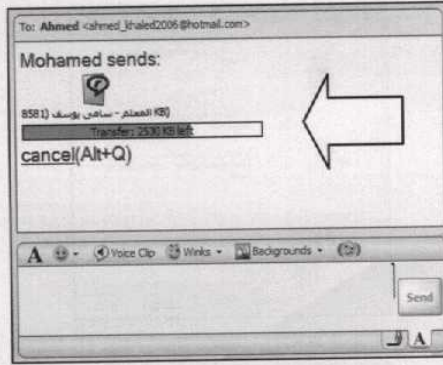 To: Ahmed <ahmed_khaled2006@hotmail.com>
Mohamed sends:
المعلم - سامى يوسف (8581 KB)
Transfer: 2530 KB left
cancel(Alt+Q)
A Voice Clip Winks Backgrounds
Send
A